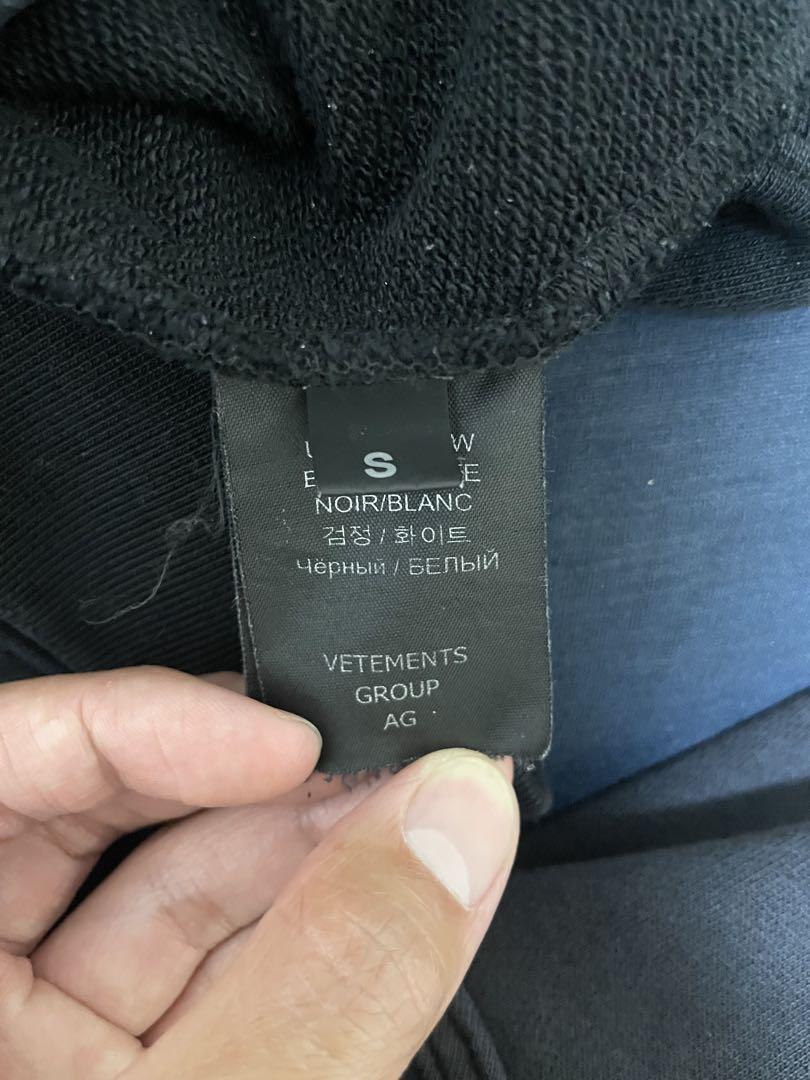 S
NOIR/BLANC
검정 / 화이트
Чёрный / БЕЛЫЙ
VETEMENTS
GROUP
AG